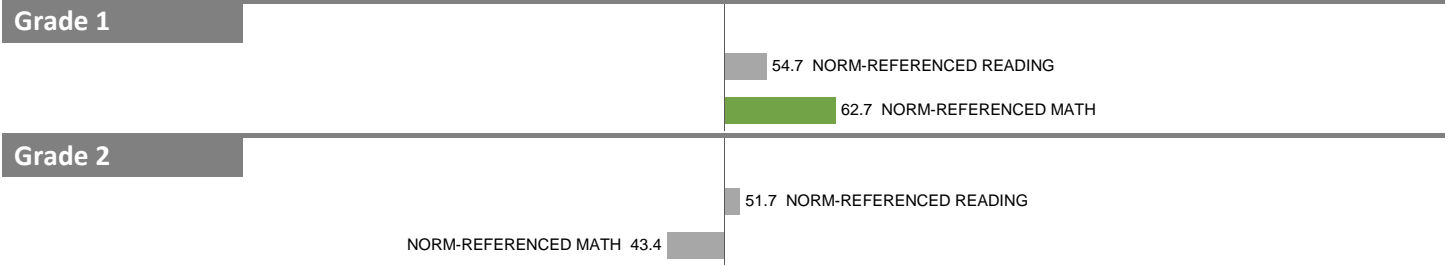 Grade 1
54.7 NORM-REFERENCED READING
62.7 NORM-REFERENCED MATH
Grade 2
51.7 NORM-REFERENCED READING
NORM-REFERENCED MATH 43.4